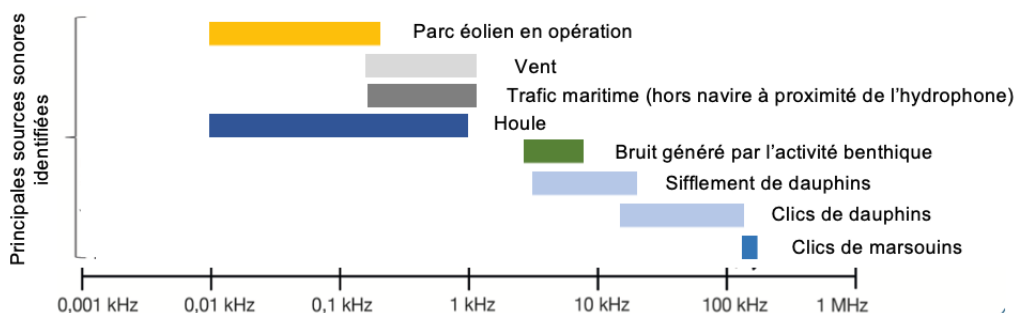 Principales sources sonores
identifiées
Parc éolien en opération
Vent
Trafic maritime (hors navire à proximité de l'hydrophone)
Houle
Bruit généré par l'activité benthique
Sifflement de dauphins
Clics de dauphins
Clics de marsouins
0,001 kHz 0,01 kHz 0,1 kHz 1 kHz 10 kHz 100 kHz 1 MHz